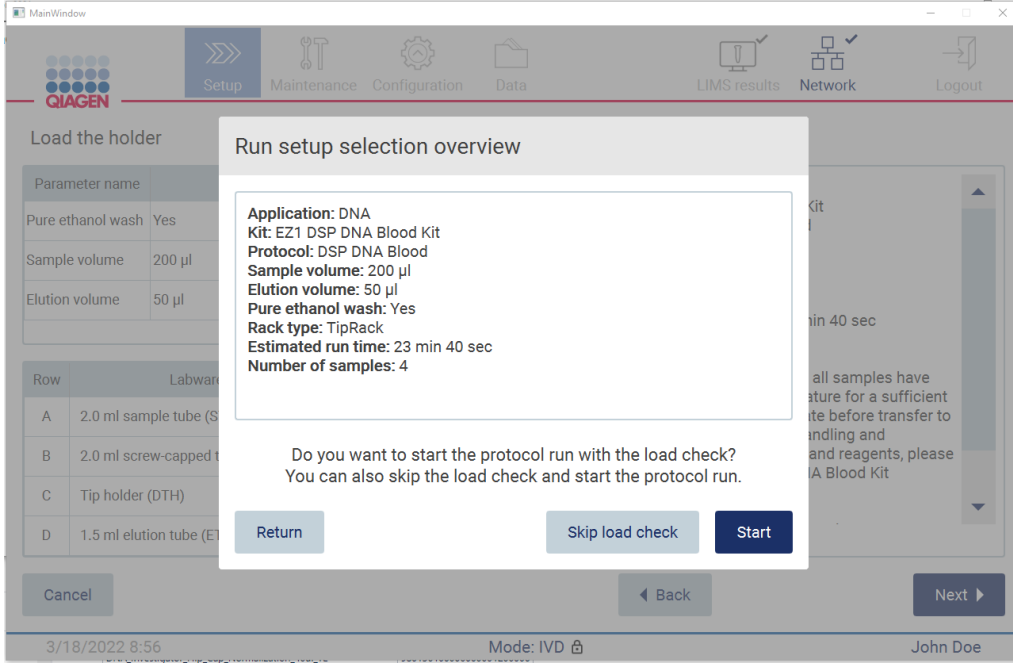 MainWindow
Setup
Maintenance
Configuration
Data
LIMS results
Network
Logout
QIAGEN
Load the holder
Parameter name
Pure ethanol wash Yes
Sample volume 200 µl
Elution volume 50 µl
Row Labware
A 2.0 ml sample tube (S
B 2.0 ml screw-capped t
C Tip holder (DTH)
D 1.5 ml elution tube (ET
Run setup selection overview
Application: DNA
Kit: EZ1 DSP DNA Blood Kit
Protocol: DSP DNA Blood
Sample volume: 200 µl
Elution volume: 50 µl
Pure ethanol wash: Yes
Rack type: TipRack
Estimated run time: 23 min 40 sec
Number of samples: 4
Do you want to start the protocol run with the load check?
You can also skip the load check and start the protocol run.
Return
Skip load check
Start
Kit
in 40 sec
all samples have
ature for a sufficient
te before transfer to
andling and
and reagents, please
A Blood Kit
Cancel
Back
Next
3/18/2022 8:56
Mode: IVD
John Doe